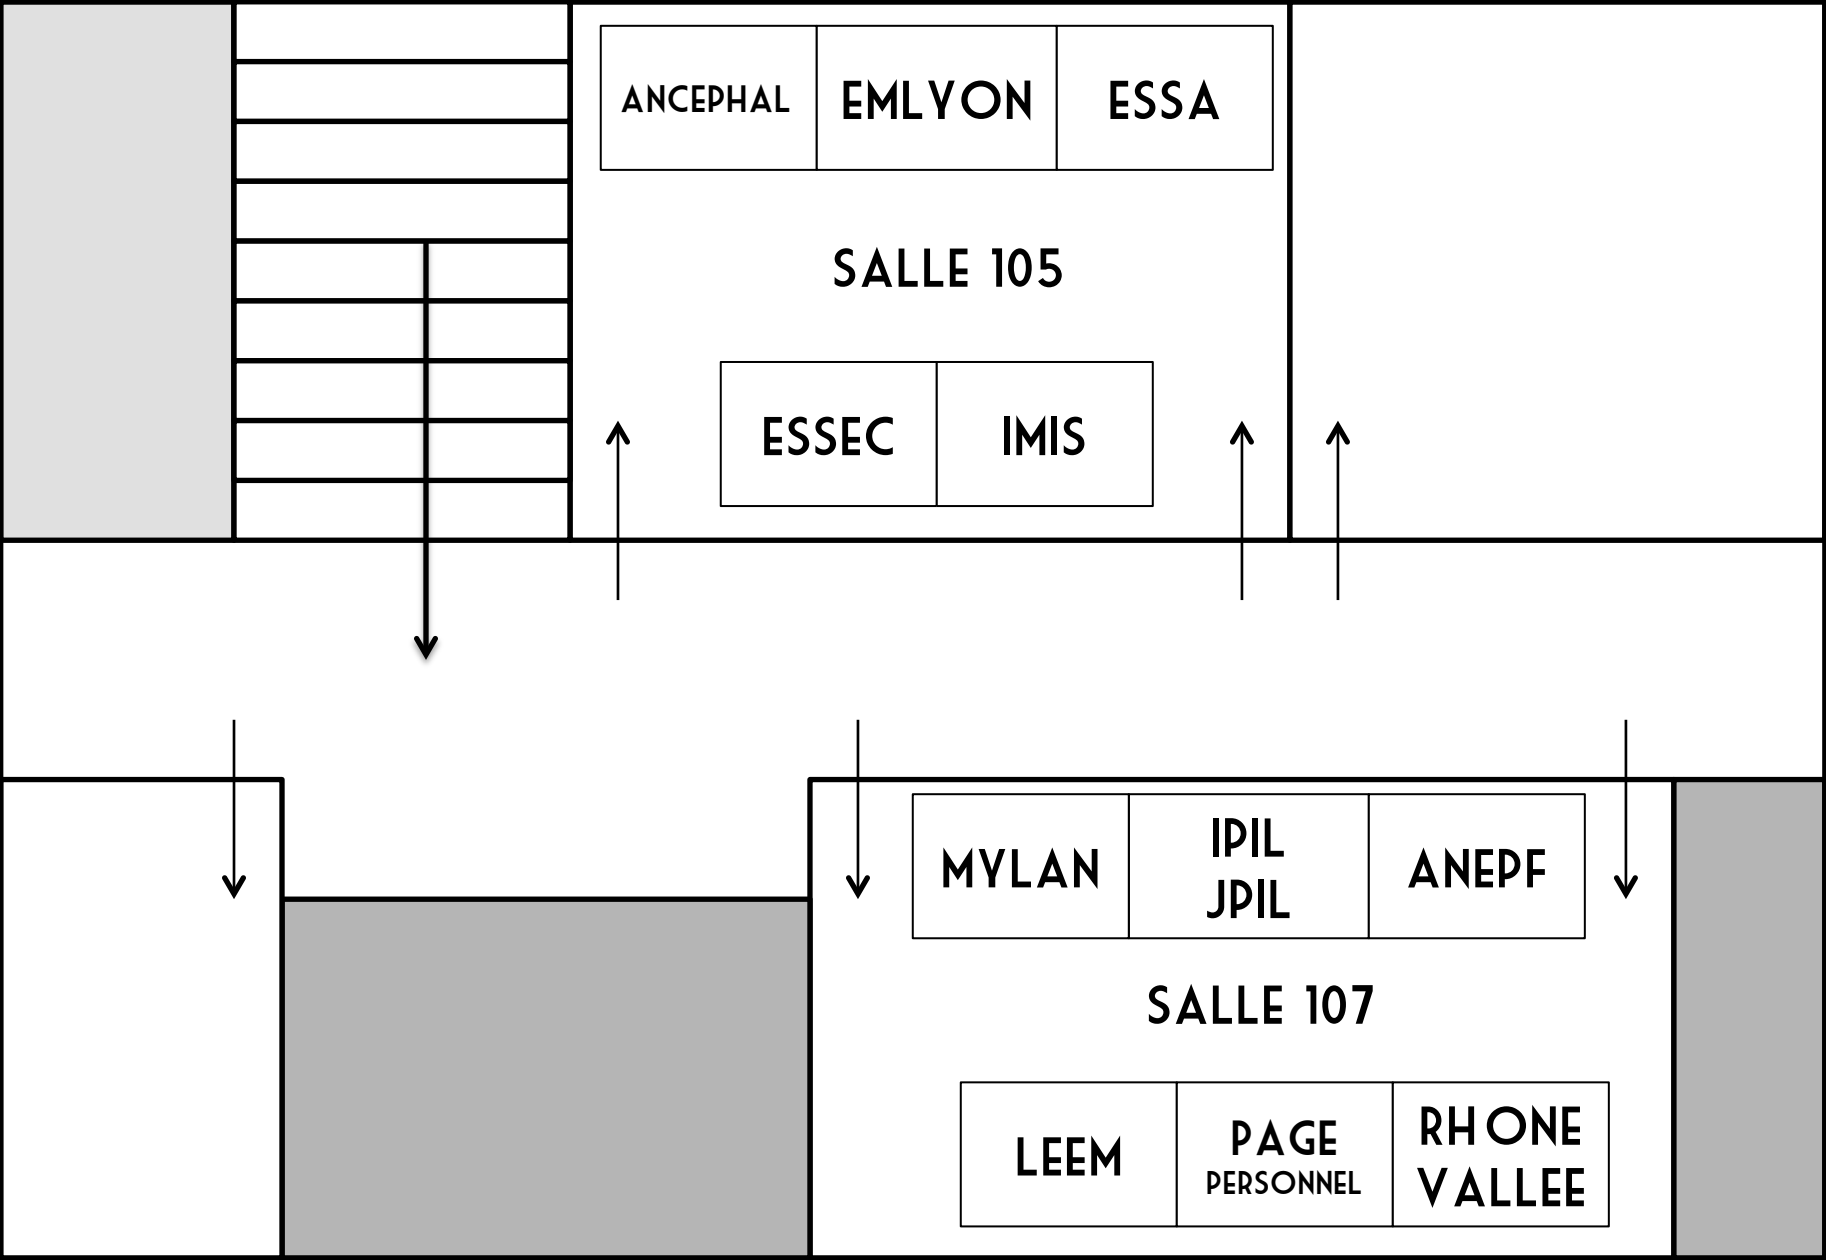 ANCEPHAL
EMLYON
ESSA
SALLE 105
ESSEC
IMIS
MYLAN
IPIL
JPIL
ANEPF
SALLE 107
LEEM
PAGE
PERSONNEL
RHONE
VALLEE